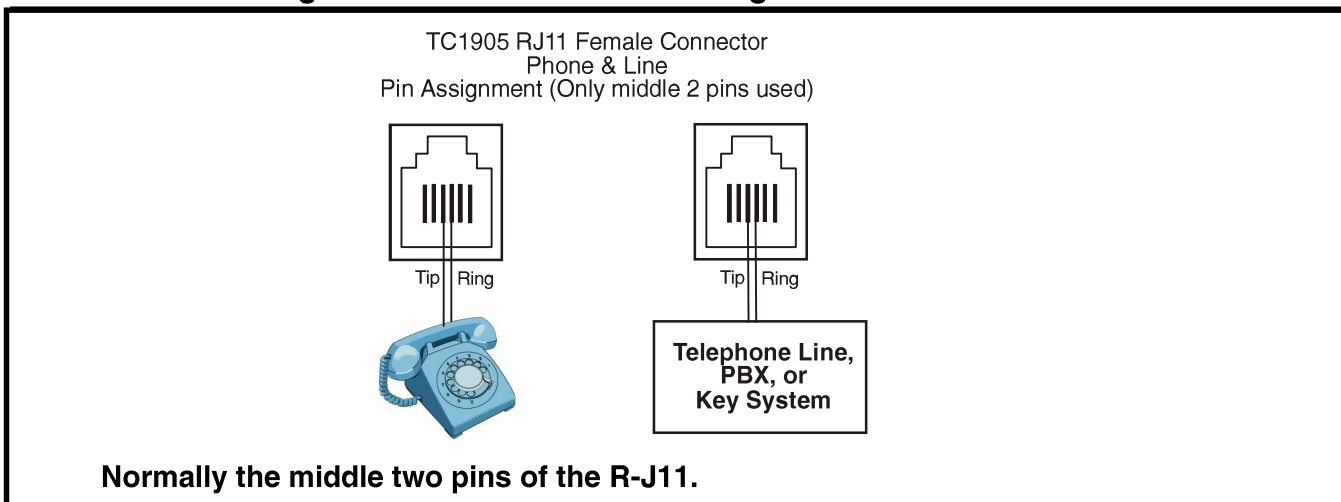 TC1905 RJ11 Female Connector
Phone & Line
Pin Assignment (Only middle 2 pins used)
Tip Ring
Tip Ring
Telephone Line,
PBX, or
Key System
Normally the middle two pins of the R-J11.